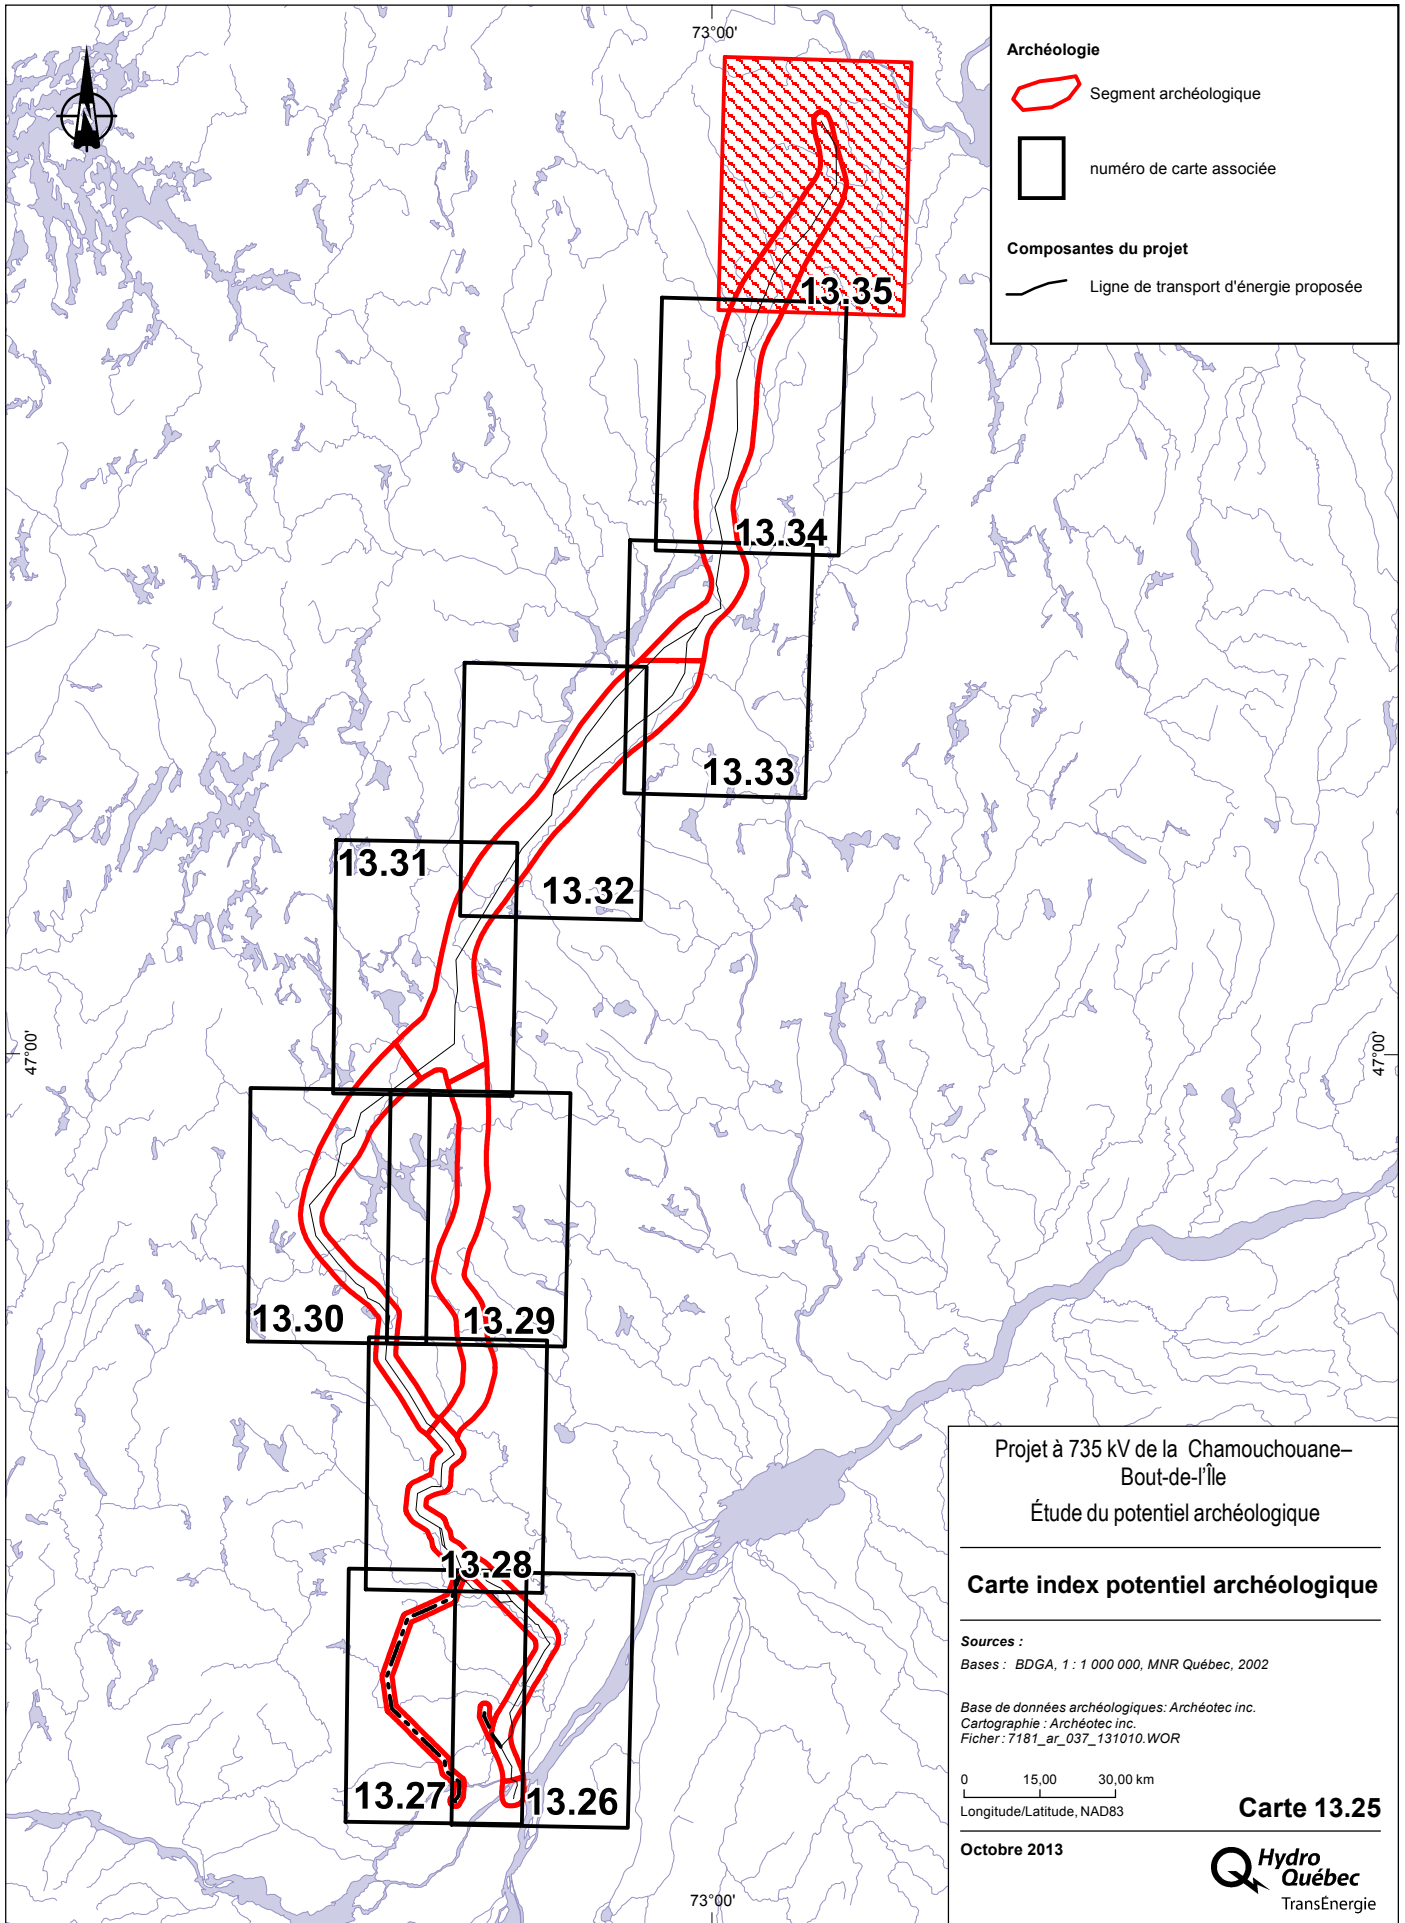 73°00'
N
Archéologie
Segment archéologique
numéro de carte associée
Composantes du projet
Ligne de transport d'énergie proposée
13.35
13.34
13.33
13.31
13.32
47°00'
47°00'
13.30
13.29
13.28
13.27
13.26
73°00'
Projet à 735 kV de la Chamouchouane–
Bout-de-l'Île
Étude du potentiel archéologique
Carte index potentiel archéologique
Sources :
Bases : BDGA, 1 : 1 000 000, MNR Québec, 2002
Base de données archéologiques: Archéotec inc.
Cartographie : Archéotec inc.
Ficher : 7181_ar_037_131010.WOR
0 15,00 30,00 km
Longitude/Latitude, NAD83
Carte 13.25
Octobre 2013
Hydro
Québec
TransÉnergie